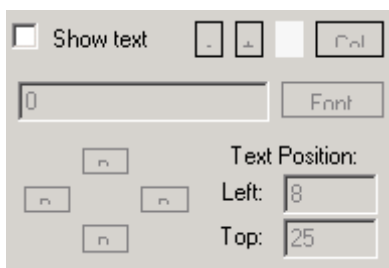 Show text - + Col
0 Font
Text Position:
Left: 8
Top: 25